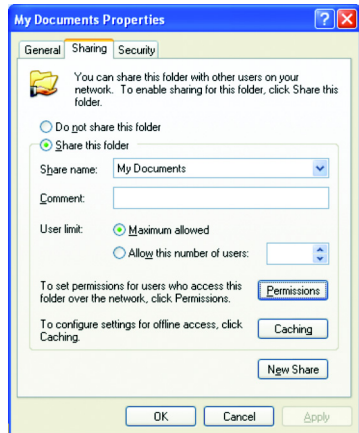 My Documents Properties
General Sharing Security
You can share this folder with other users on your
network. To enable sharing for this folder, click Share this
folder.
Do not share this folder
Share this folder
Share name: My Documents
Comment:
User limit: Maximum allowed
Allow this number of users:
To set permissions for users who access this
folder over the network, click Permissions.
Permissions
To configure settings for offline access, click
Caching.
Caching
New Share
OK Cancel Apply